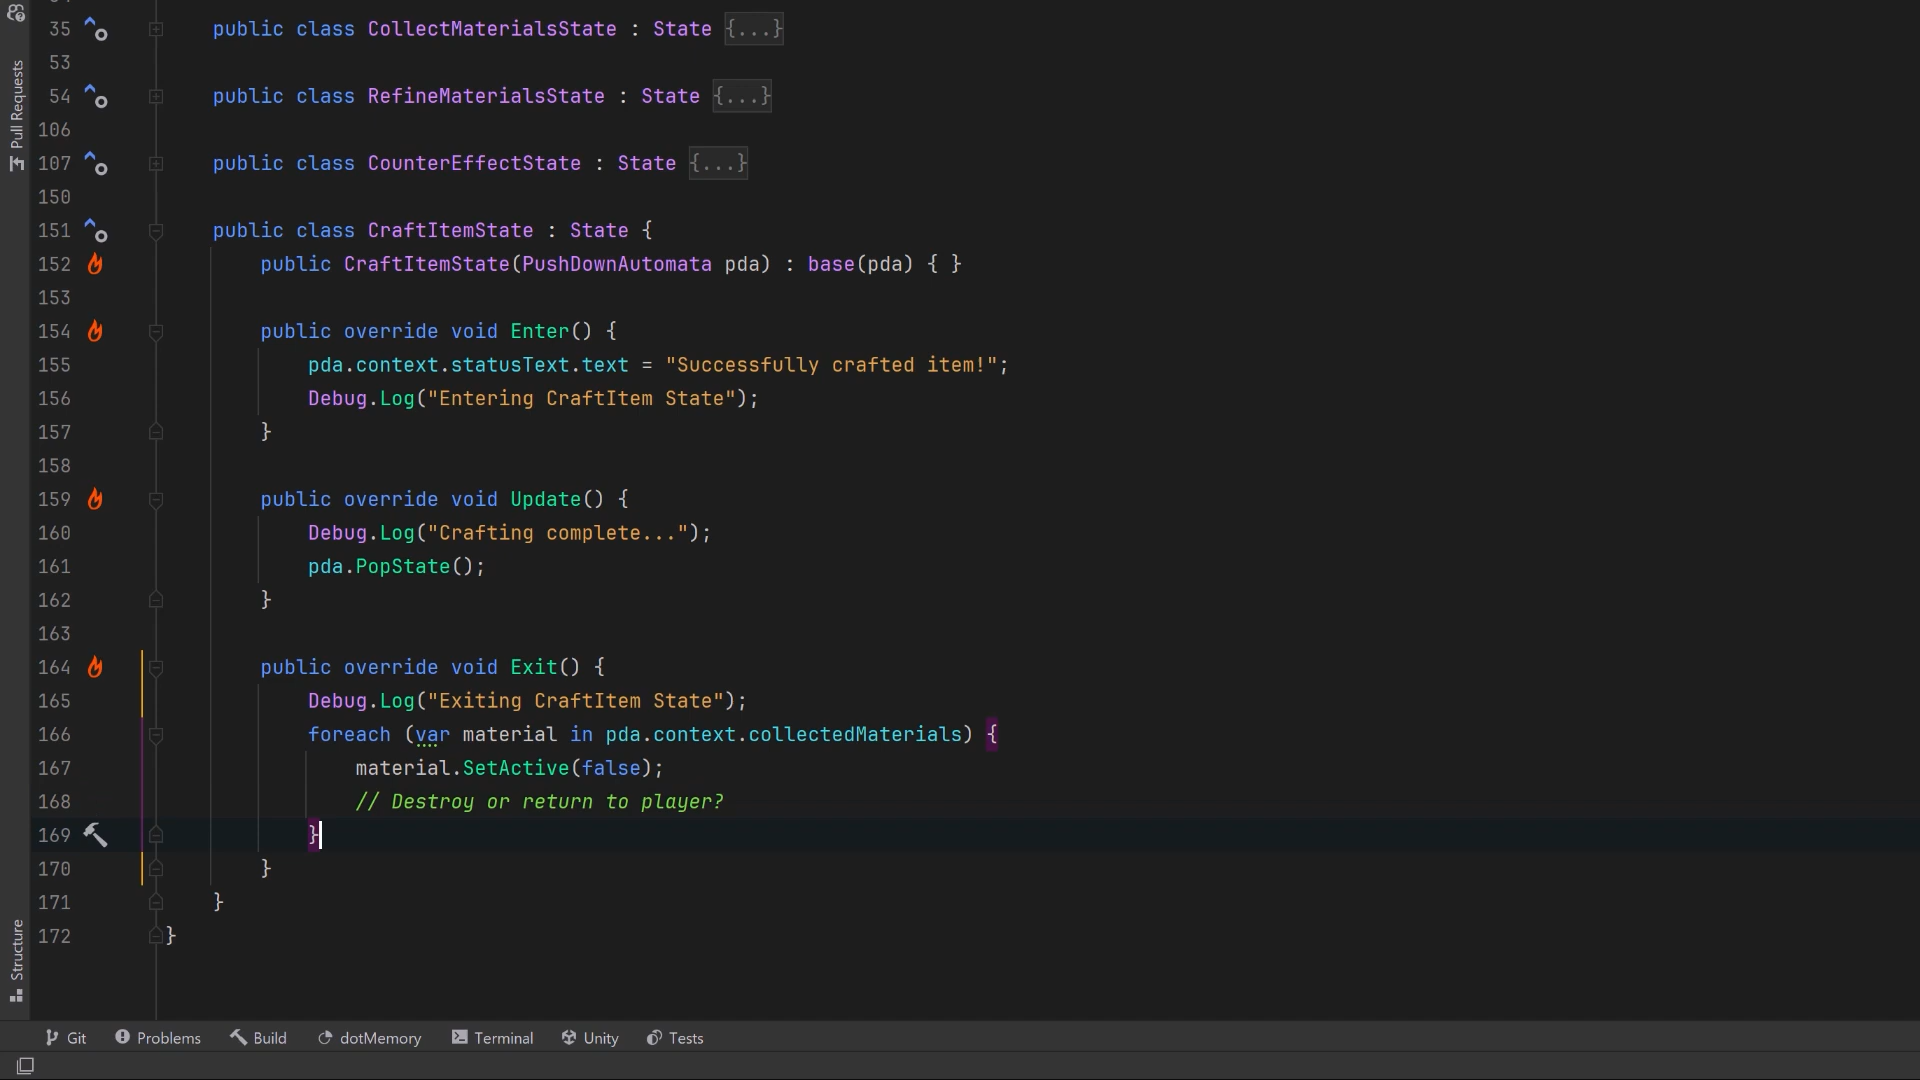 Pull Requests
Structure
35 public class CollectMaterialsState : State {...}
53
54 public class RefineMaterialsState : State {...}
106
107 public class CounterEffectState : State {...}
150
151 public class CraftItemState : State {
152 public CraftItemState(PushDownAutomata pda) : base(pda) { }
153
154 public override void Enter() {
155 pda.context.statusText.text = "Successfully crafted item!";
156 Debug.Log("Entering CraftItem State");
157 }
158
159 public override void Update() {
160 Debug.Log("Crafting complete...");
161 pda.PopState();
162 }
163
164 public override void Exit() {
165 Debug.Log("Exiting CraftItem State");
166 foreach (var material in pda.context.collectedMaterials) {
167 material.SetActive(false);
168 // Destroy or return to player?
169 }
170 }
171 }
172 }
Git Problems Build dotMemory Terminal Unity Tests